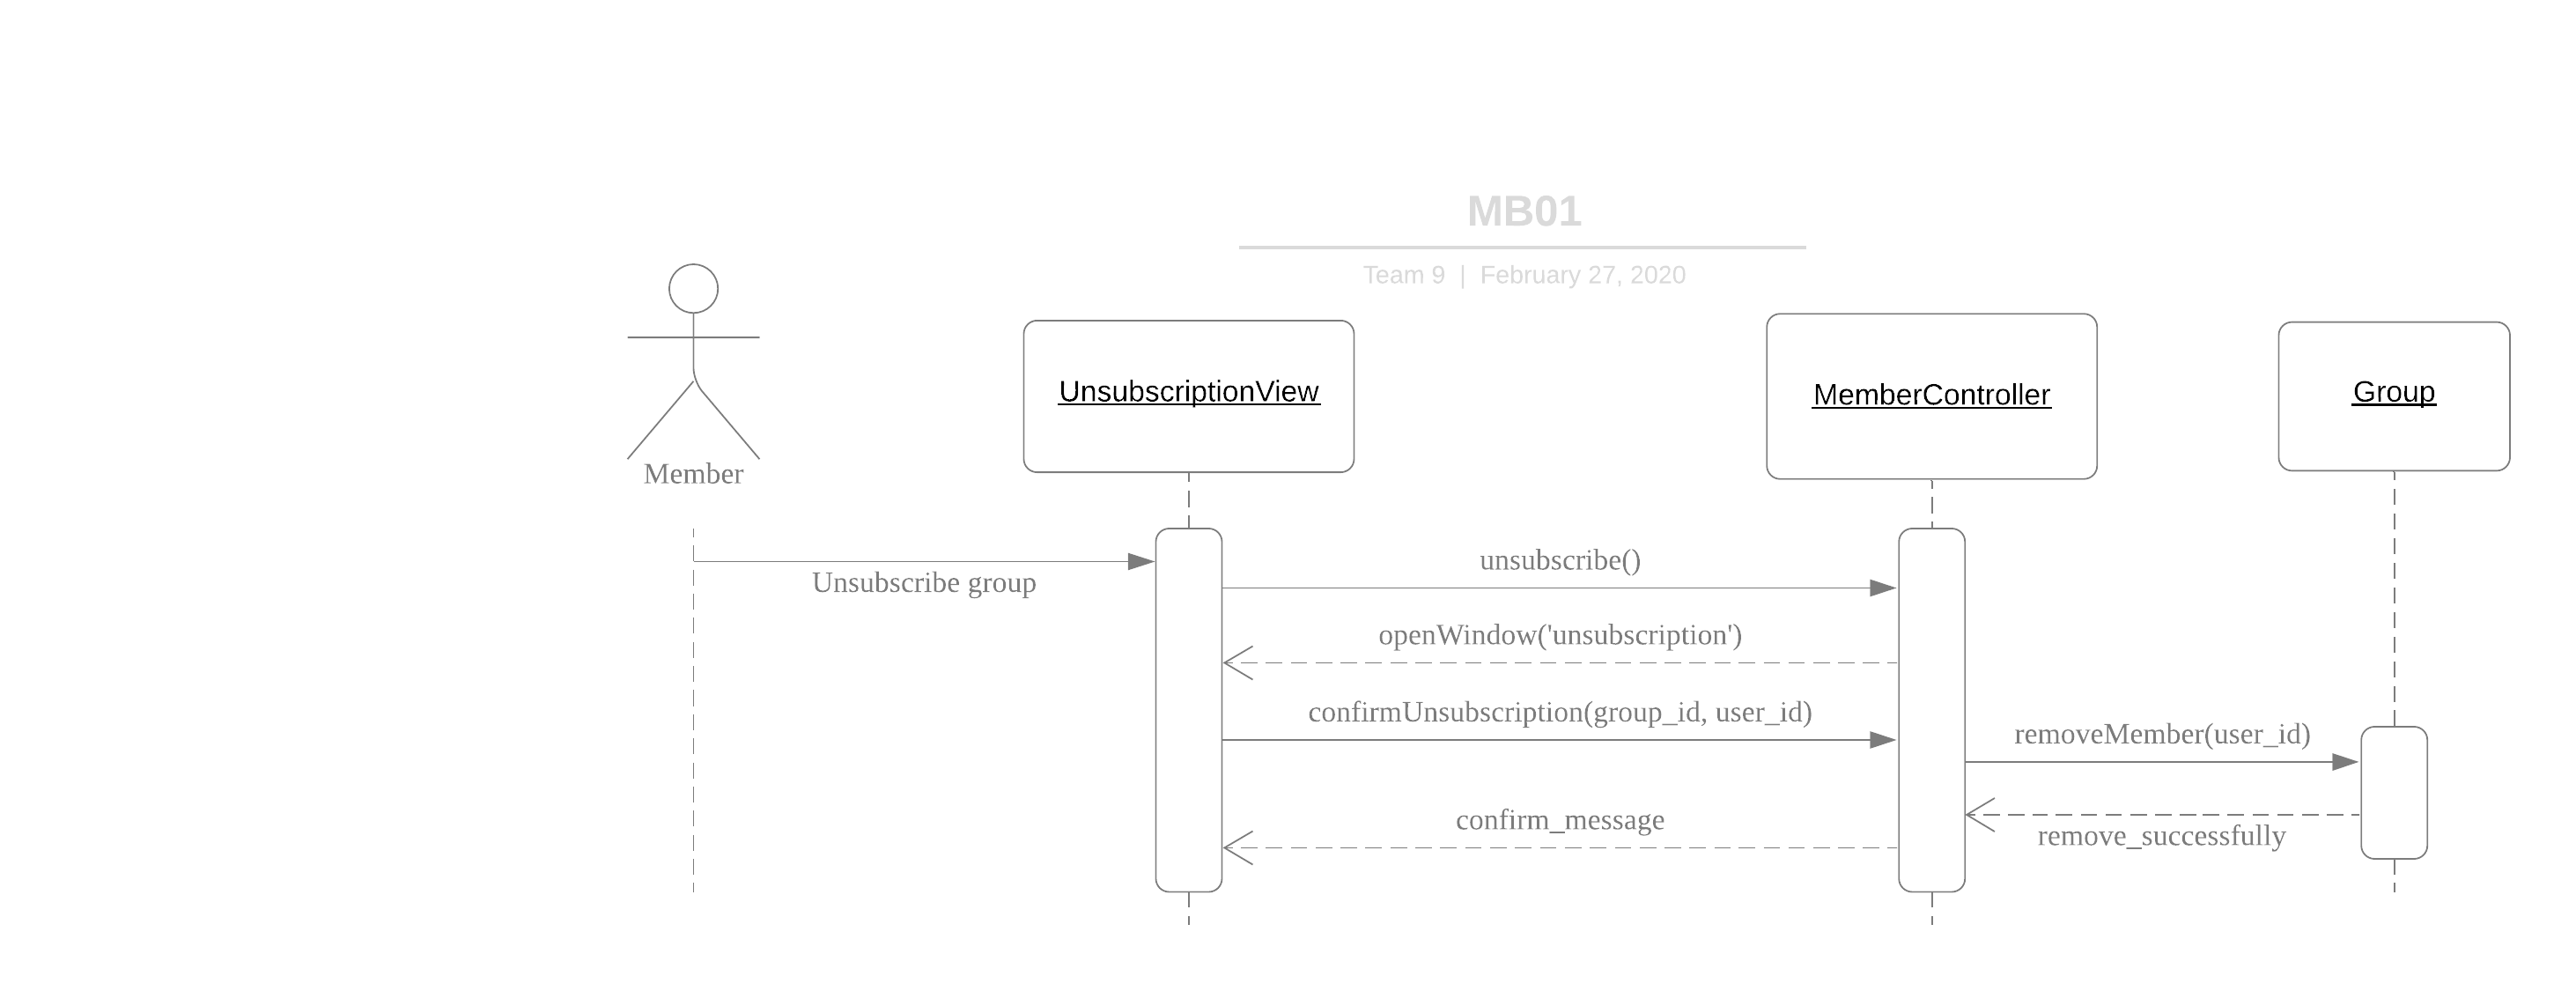 MB01
Team 9 | February 27, 2020
Member
UnsubscriptionView
MemberController
Group
Unsubscribe group
unsubscribe()
openWindow('unsubscription')
confirmUnsubscription(group_id, user_id)
removeMember(user_id)
remove_successfully
confirm_message